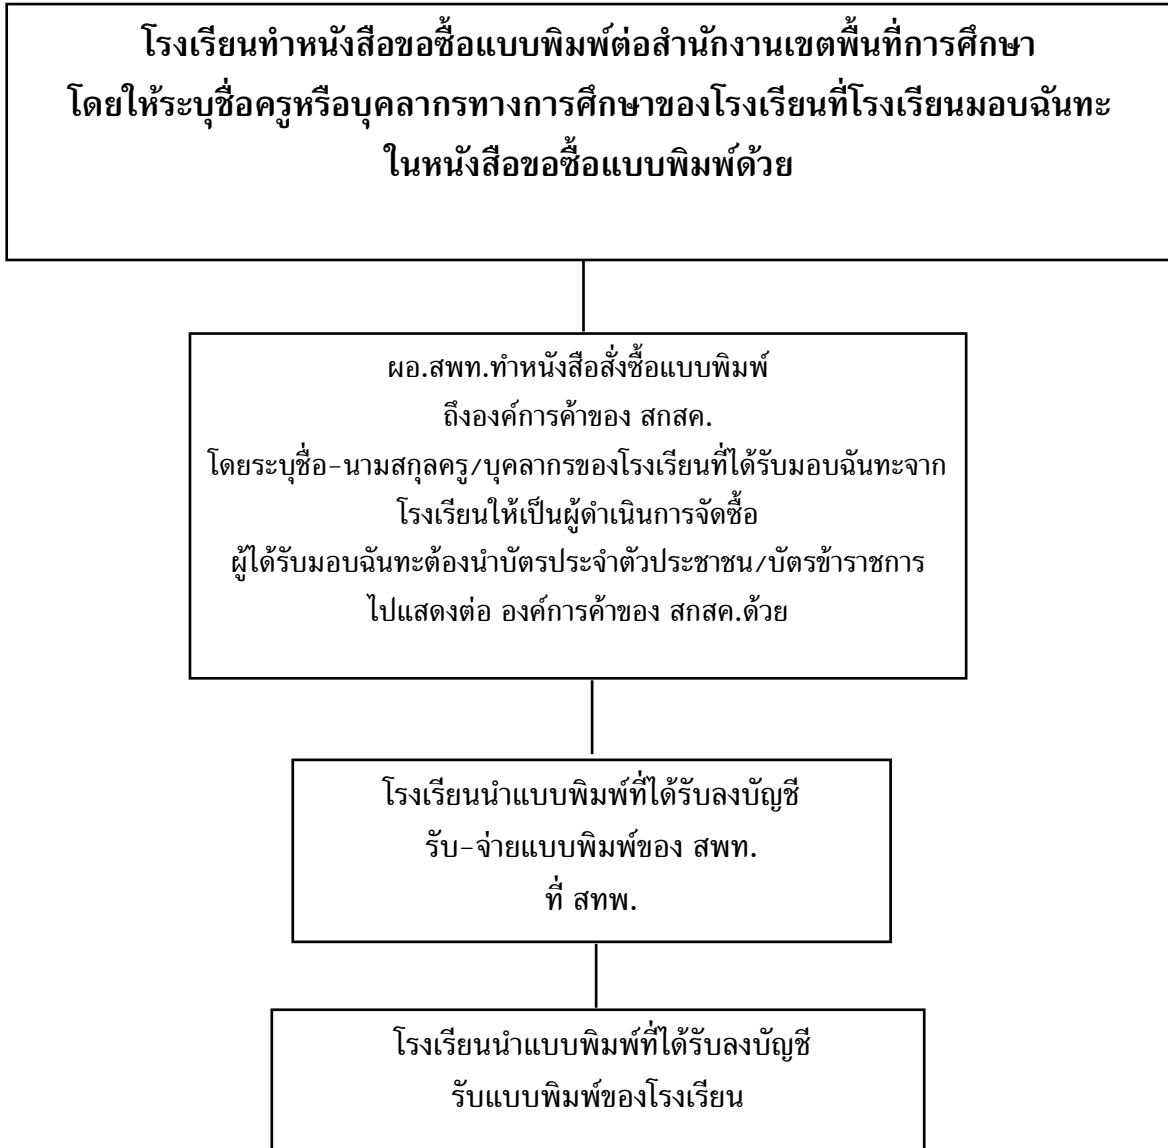 โรงเรียนทำหนังสือขอซื้อแบบพิมพ์ต่อสำนักงานเขตพื้นที่การศึกษา
โดยให้ระบุชื่อครูหรือบุคลากรทางการศึกษาของโรงเรียนที่โรงเรียนมอบฉันทะ
ในหนังสือขอซื้อแบบพิมพ์ด้วย
ผอ.สพท.ทำหนังสือสั่งซื้อแบบพิมพ์
ถึงองค์การค้าของ สกสค.
โดยระบุชื่อ-นามสกุลครู/บุคลากรของโรงเรียนที่ได้รับมอบฉันทะจาก
โรงเรียนให้เป็นผู้ดำเนินการจัดซื้อ
ผู้ได้รับมอบฉันทะต้องนำบัตรประจำตัวประชาชน/บัตรข้าราชการ
ไปแสดงต่อ องค์การค้าของ สกสค.ด้วย
โรงเรียนนำแบบพิมพ์ที่ได้รับลงบัญชี
รับ-จ่ายแบบพิมพ์ของ สพท.
ที่ สทพ.
โรงเรียนนำแบบพิมพ์ที่ได้รับลงบัญชี
รับแบบพิมพ์ของโรงเรียน